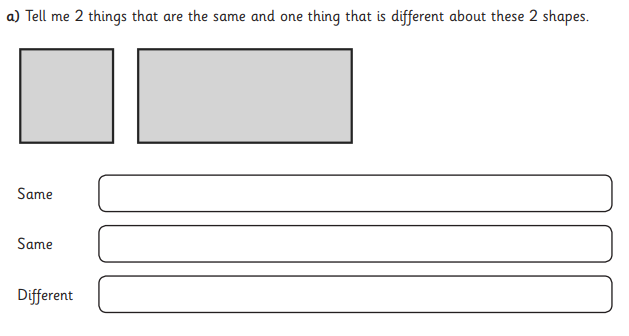 a) Tell me 2 things that are the same and one thing that is different about these 2 shapes.
Same
Same
Different